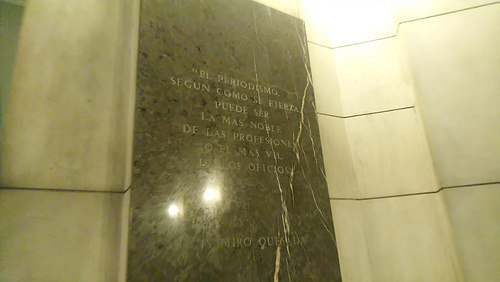 "EL PERIODISMO,
SEGUN COMO SE EJERZA,
PUEDE SER
LA MAS NOBLE
DE LAS PROFESIONES
O EL MAS VIL
DE LOS OFICIOS"
MIRO QUESADA